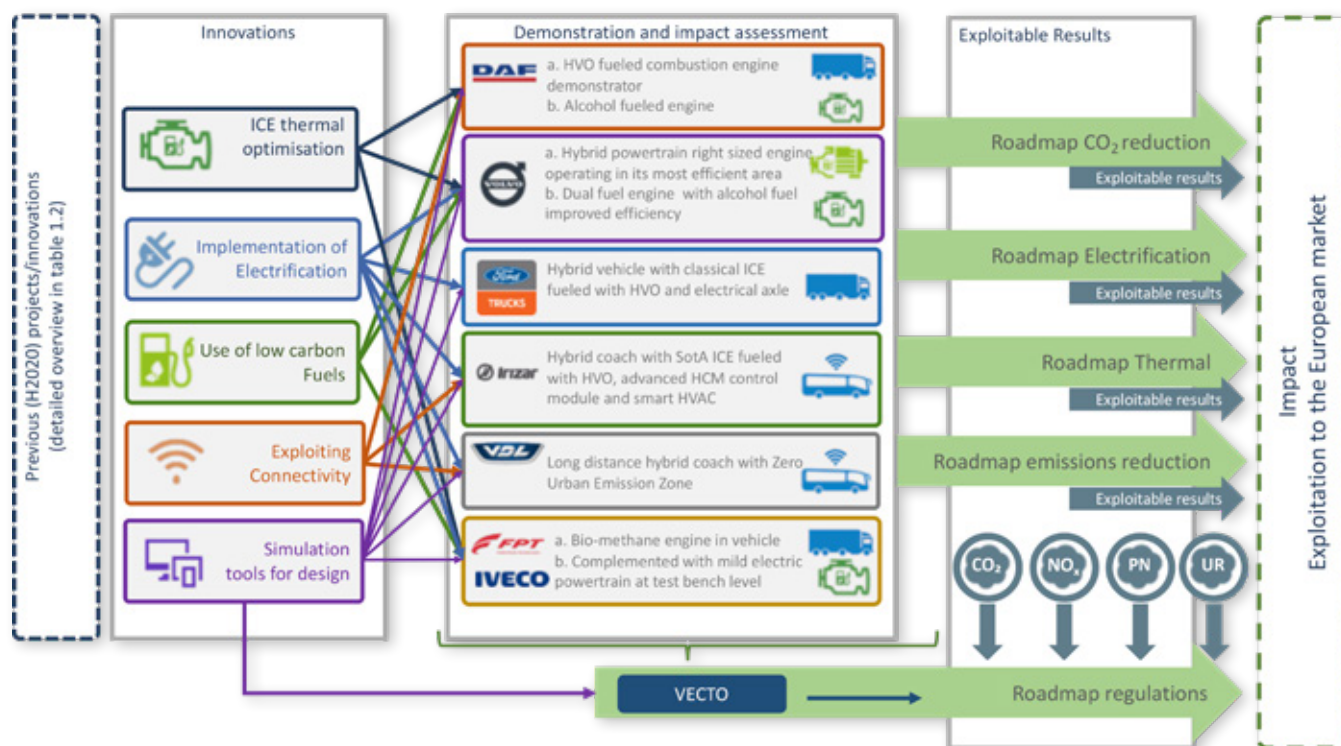 Previous (H2020) projects/innovations
(detailed overview in table 1.2)
Innovations
ICE thermal
optimisation
Implementation of
Electrification
Use of low carbon
Fuels
Exploiting
Connectivity
Simulation
tools for design
Demonstration and impact assessment
DAF
a. HVO fueled combustion engine
demonstrator
b. Alcohol fueled engine
VOLVO
a. Hybrid powertrain right sized engine
operating in its most efficient area
b. Dual fuel engine with alcohol fuel
improved efficiency
Ford
TRUCKS
Hybrid vehicle with classical ICE
fueled with HVO and electrical axle
Irizar
Hybrid coach with SotA ICE fueled
with HVO, advanced HCM control
module and smart HVAC
VDL
Long distance hybrid coach with Zero
Urban Emission Zone
FPT
IVECO
a. Bio-methane engine in vehicle
b. Complemented with mild electric
powertrain at test bench level
Exploitable Results
Roadmap CO₂ reduction
Exploitable results
Roadmap Electrification
Exploitable results
Roadmap Thermal
Exploitable results
Roadmap emissions reduction
Exploitable results
CO₂
NOₓ
PN
UR
VECTO
Roadmap regulations
Impact
Exploitation to the European market